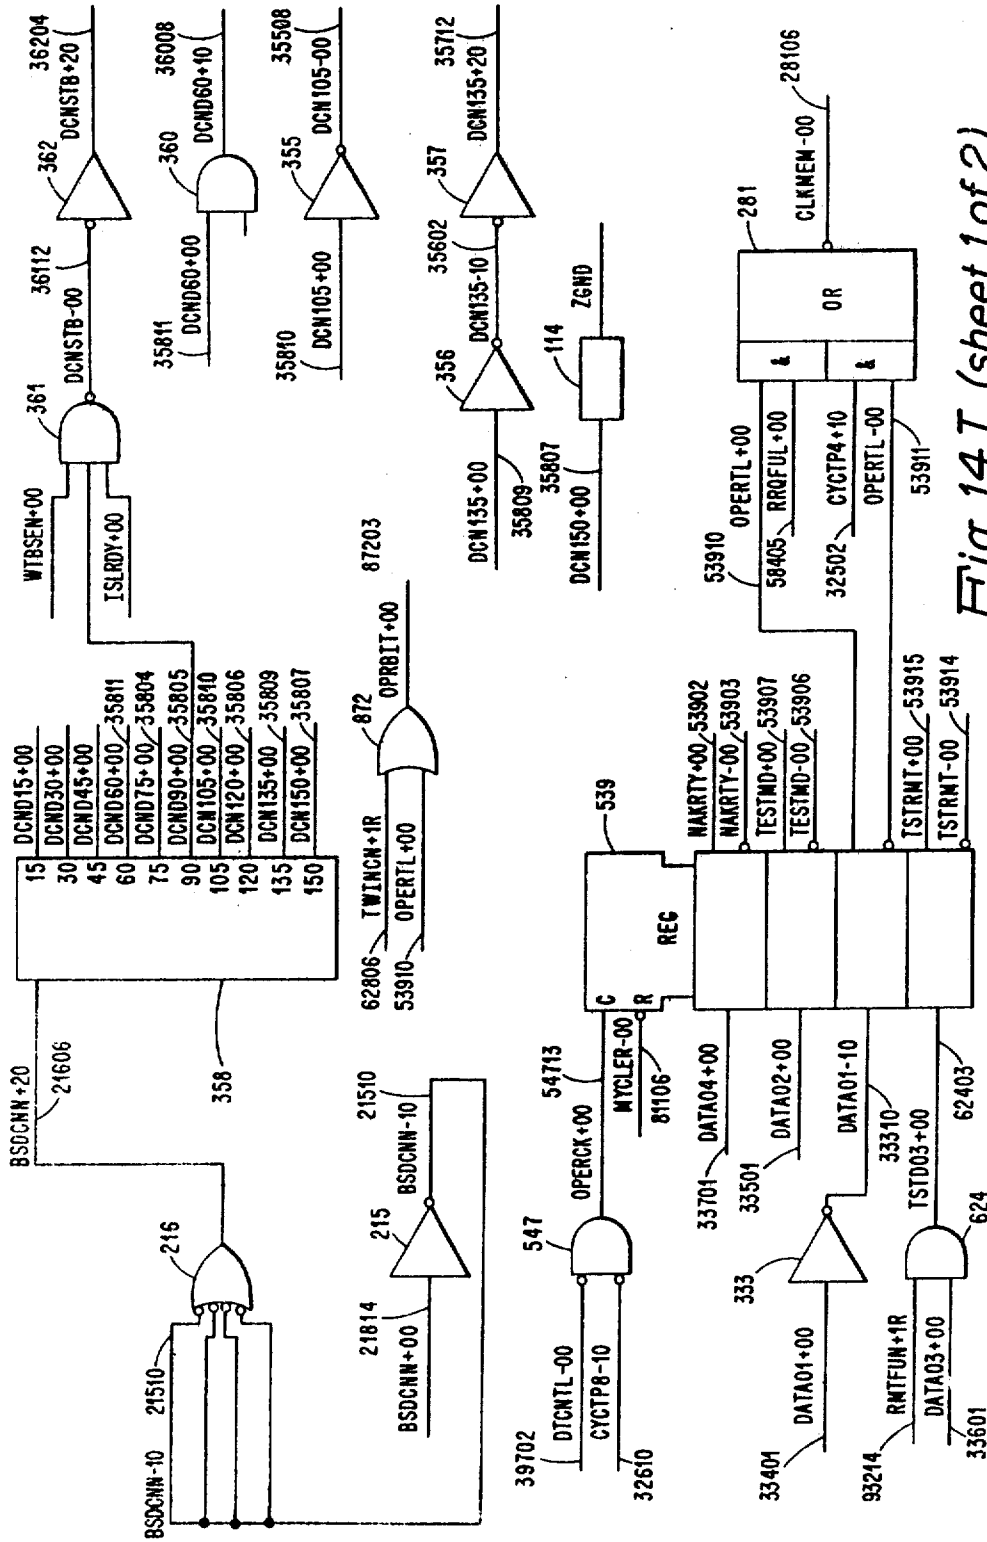 BSDCNN-10
21510
216
BSDCNN+20
21606
358
15
30
45
60
75
90
105
120
135
150
DCND15+00
DCND30+00
DCND45+00
DCND60+00 35811
DCND75+00 35804
DCND90+00 35805
DCN105+00 35810
DCN120+00 35806
DCN135+00 35809
DCN150+00 35807
WTBSEN+00
ISLRDY+00
361
DCNSTB-00
36112
362
DCNSTB+20
36204
35811
DCND60+00
360
DCND60+10
36008
35810
DCN105+00
355
DCN105-00
35508
21814
BSDCNN+00
215
BSDCNN-10
21510
62806
TWINCN+1R
53910
OPERTL+00
872
OPRBIT+00
87203
DCN135+00
35809
356
DCN135-10
35602
357
DCN135+20
35712
DCN150+00
35807
114
ZGND
39702
DTCNTL-00
CYCTP8-10
32610
547
OPERCK+00
54713
MYCLER-00
81106
C
R
REG
539
33701
DATA04+00
33501
DATA02+00
33401
DATA01+00
333
DATA01-10
33310
93214
RMTFUN+1R
DATA03+00
33601
624
TSTD03+00
62403
NAKRTY+00 53902
NAKRTY-00 53903
TESTMD+00 53907
TESTMD-00 53906
TSTRMT+00 53915
TSTRMT-00 53914
53910
OPERTL+00
58405
RRQFUL+00
32502
CYCTP4+10
OPERTL-00
53911
&
&
OR
281
CLKMEM-00
28106
Fig. 14I (sheet 1 of 2)